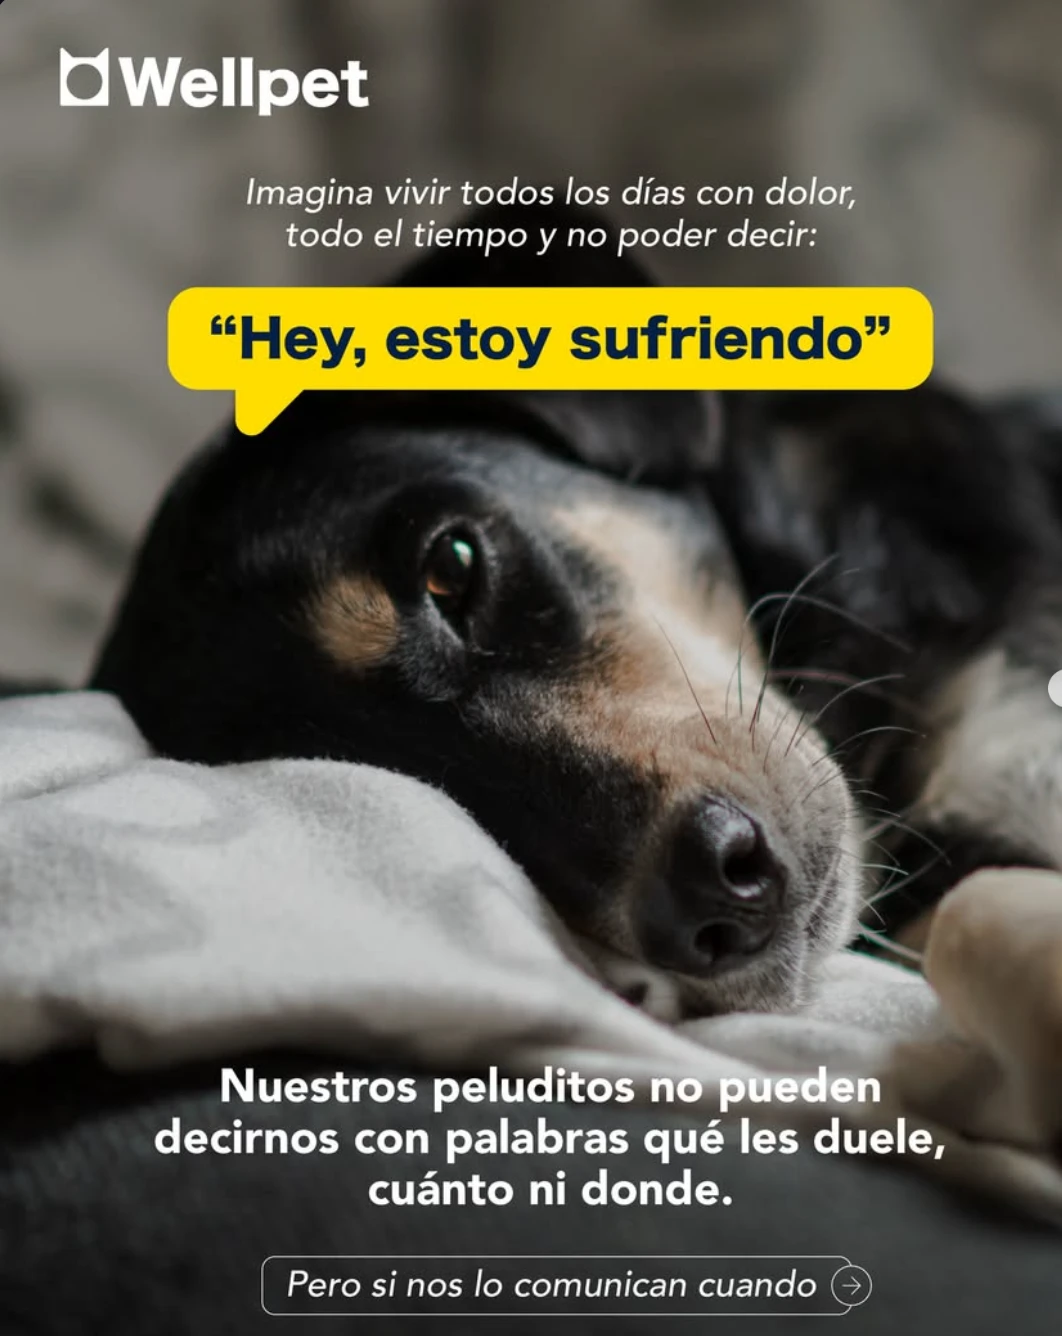 Wellpet
Imagina vivir todos los días con dolor,
todo el tiempo y no poder decir:
“Hey, estoy sufriendo”
Nuestros peluditos no pueden
decirnos con palabras qué les duele,
cuánto ni donde.
Pero si nos lo comunican cuando